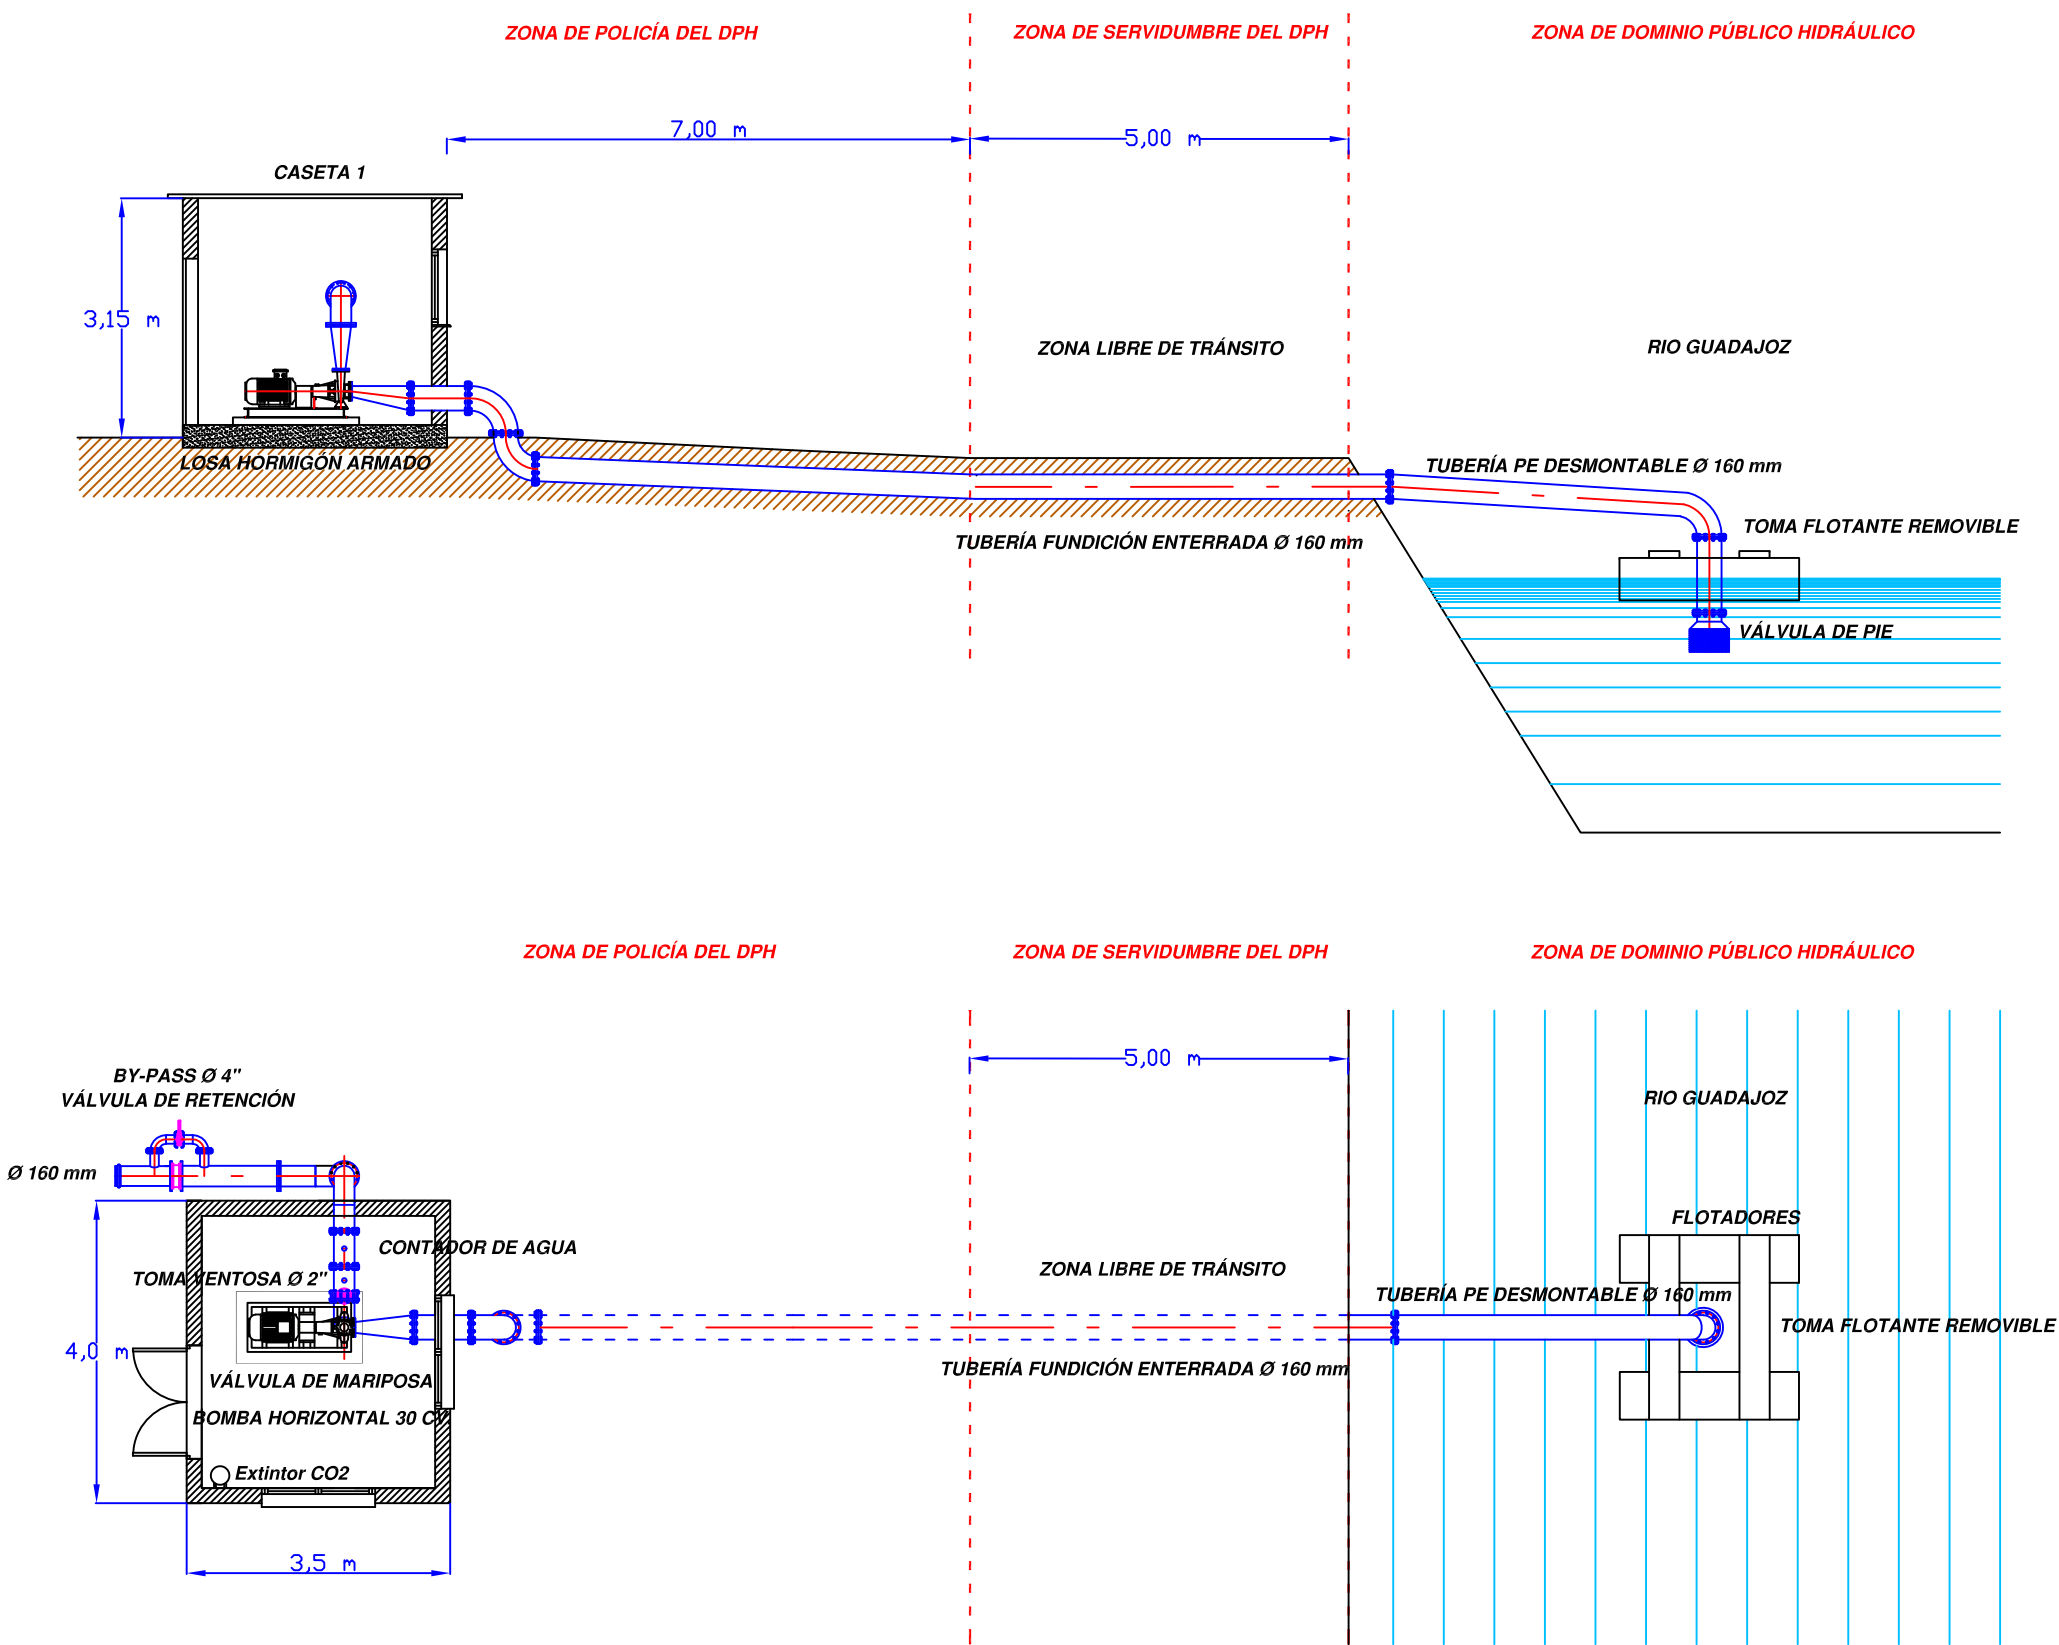 ZONA DE POLICÍA DEL DPH
ZONA DE SERVIDUMBRE DEL DPH
ZONA DE DOMINIO PÚBLICO HIDRÁULICO
7,00 m
5,00 m
CASETA 1
3,15 m
ZONA LIBRE DE TRÁNSITO
RIO GUADAJOZ
LOSA HORMIGÓN ARMADO
TUBERÍA PE DESMONTABLE Ø 160 mm
TOMA FLOTANTE REMOVIBLE
TUBERÍA FUNDICIÓN ENTERRADA Ø 160 mm
VÁLVULA DE PIE
ZONA DE POLICÍA DEL DPH
ZONA DE SERVIDUMBRE DEL DPH
ZONA DE DOMINIO PÚBLICO HIDRÁULICO
5,00 m
BY-PASS Ø 4"
VÁLVULA DE RETENCIÓN
RIO GUADAJOZ
Ø 160 mm
FLOTADORES
CONTADOR DE AGUA
TOMA VENTOSA Ø 2"
ZONA LIBRE DE TRÁNSITO
TUBERÍA PE DESMONTABLE Ø 160 mm
TOMA FLOTANTE REMOVIBLE
4,0 m
TUBERÍA FUNDICIÓN ENTERRADA Ø 160 mm
VÁLVULA DE MARIPOSA
BOMBA HORIZONTAL 30 CV
Extintor CO2
3,5 m